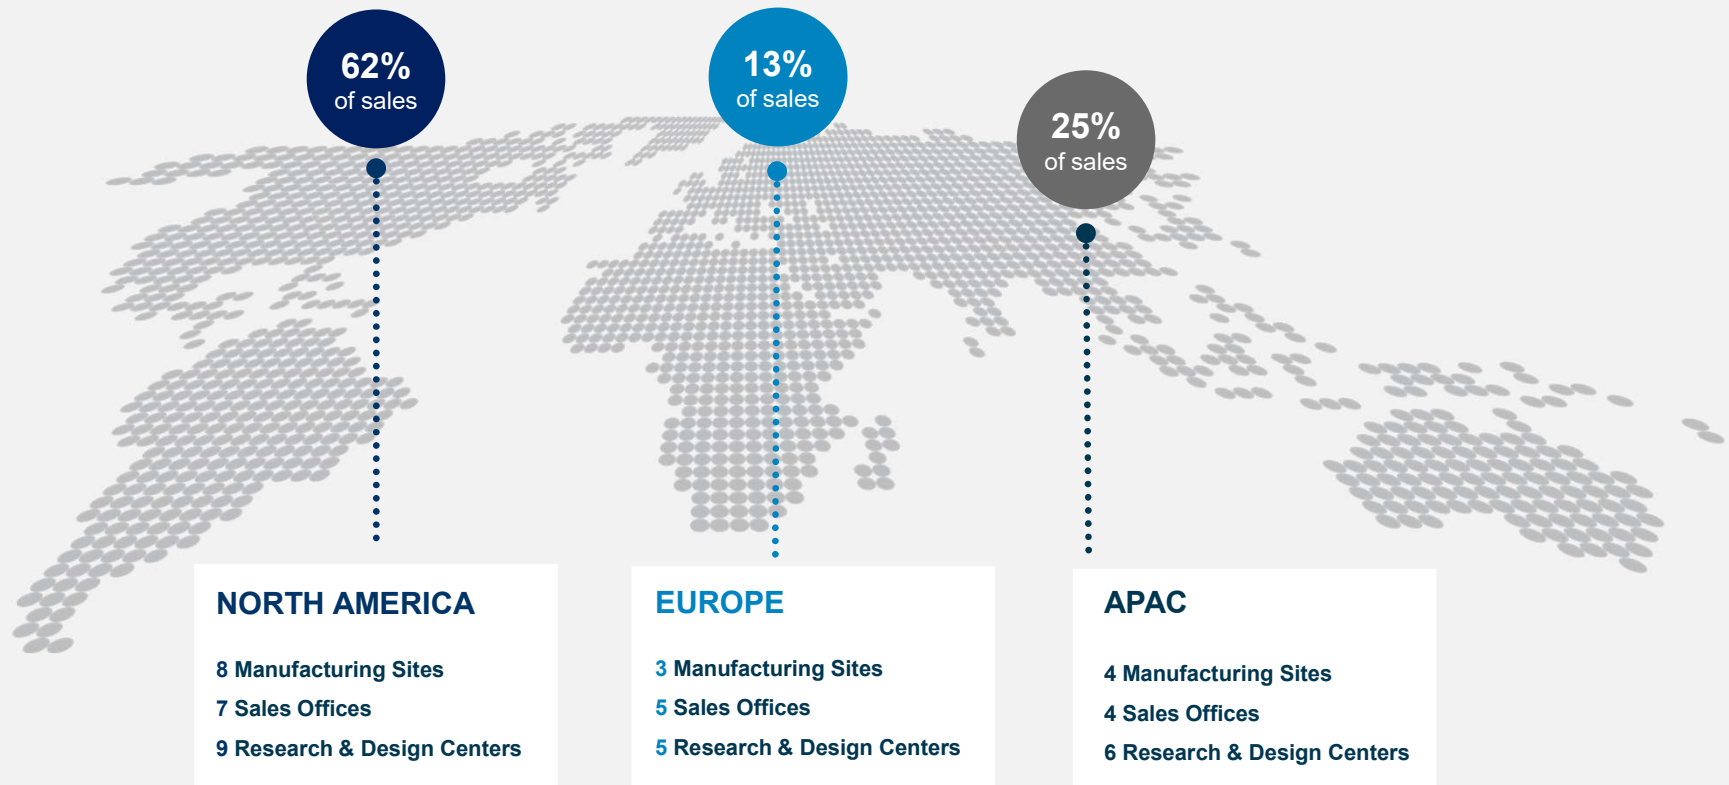 62%
of sales
13%
of sales
25%
of sales
NORTH AMERICA
8 Manufacturing Sites
7 Sales Offices
9 Research & Design Centers
EUROPE
3 Manufacturing Sites
5 Sales Offices
5 Research & Design Centers
APAC
4 Manufacturing Sites
4 Sales Offices
6 Research & Design Centers